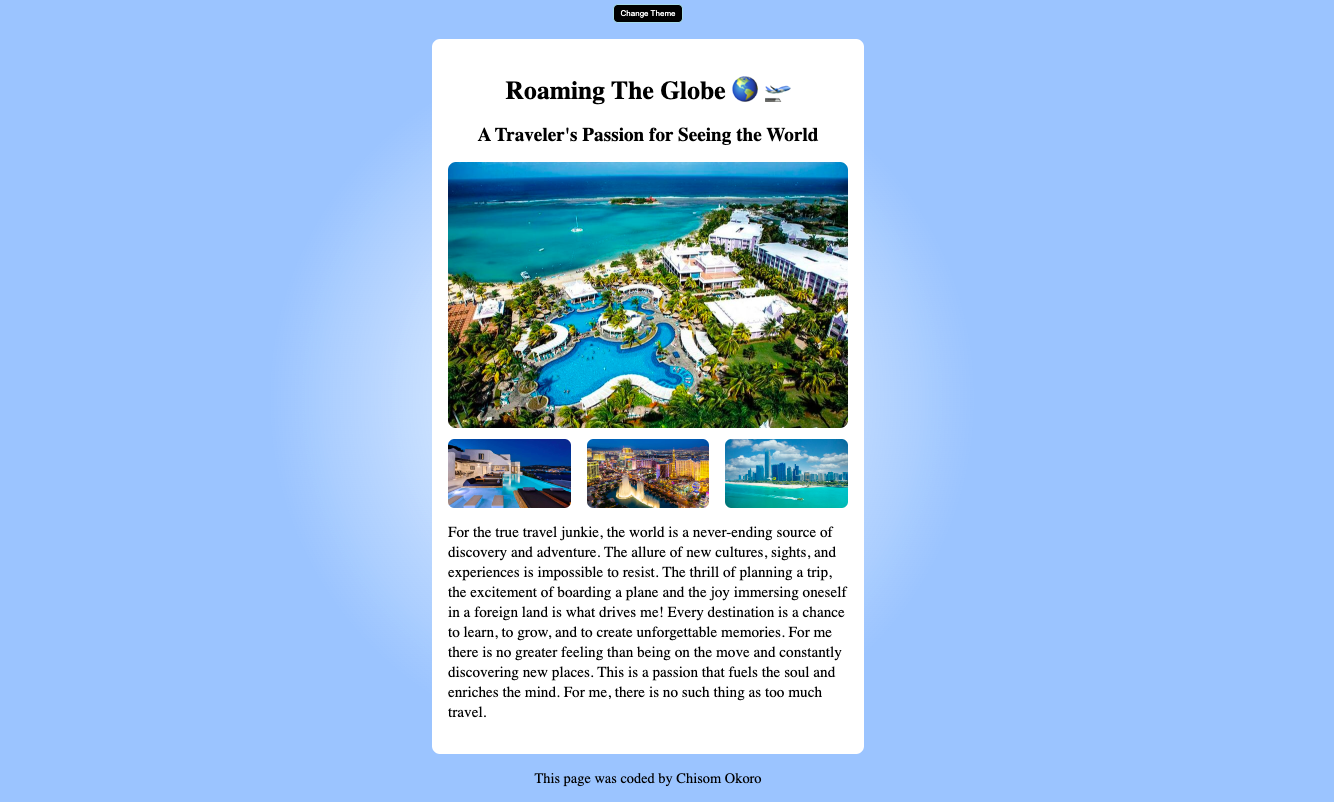 Change Theme
Roaming The Globe 🌎 🛫
A Traveler's Passion for Seeing the World
For the true travel junkie, the world is a never-ending source of
discovery and adventure. The allure of new cultures, sights, and
experiences is impossible to resist. The thrill of planning a trip,
the excitement of boarding a plane and the joy immersing oneself
in a foreign land is what drives me! Every destination is a chance
to learn, to grow, and to create unforgettable memories. For me
there is no greater feeling than being on the move and constantly
discovering new places. This is a passion that fuels the soul and
enriches the mind. For me, there is no such thing as too much
travel.
This page was coded by Chisom Okoro